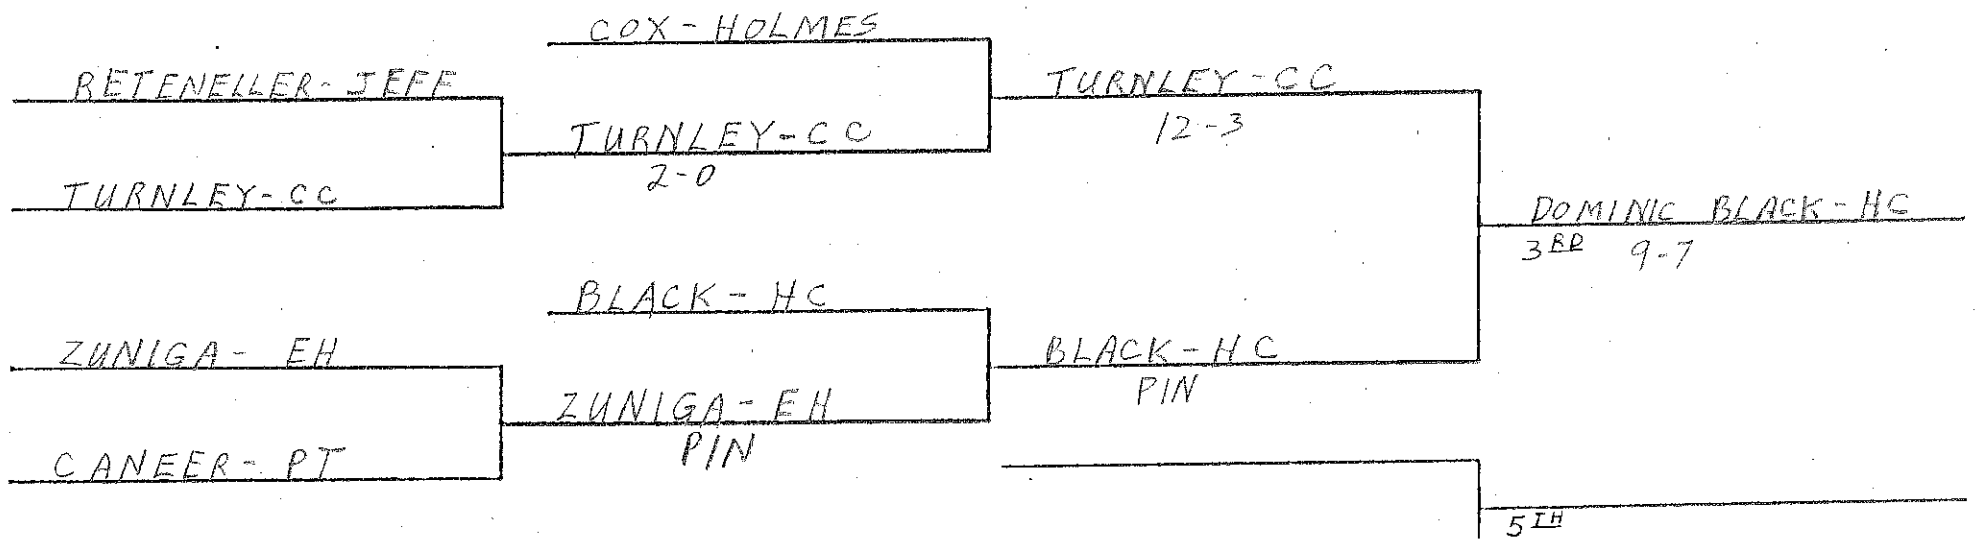 COX - HOLMES
RETENELLER - JEFF
TURNLEY - CC
12-3
TURNLEY - CC
2-0
TURNLEY - CC
DOMINIC BLACK - HC
3RD 9-7
BLACK - HC
ZUNIGA - EH
BLACK - HC
PIN
ZUNIGA - EH
PIN
CANEER - PT
5TH